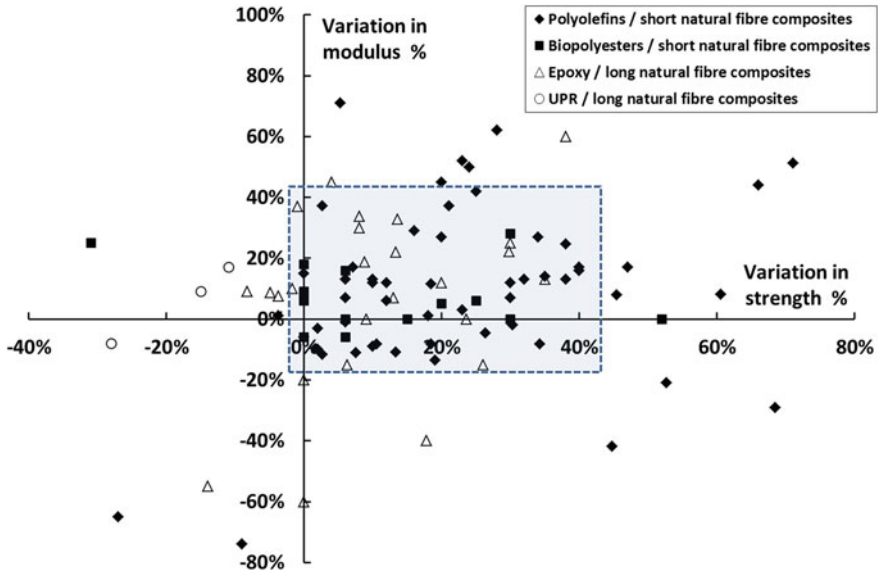 100%
Variation in
modulus %
◆ Polyolefins / short natural fibre composites
■ Biopolyesters / short natural fibre composites
△ Epoxy / long natural fibre composites
○ UPR / long natural fibre composites
80%
60%
40%
20%
Variation in
strength %
0%
-40%
-20%
0%
20%
40%
60%
80%
-20%
-40%
-60%
-80%